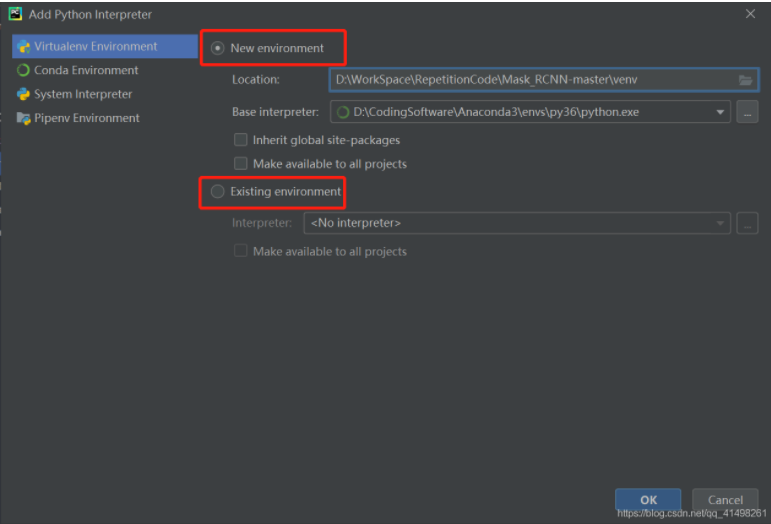 Add Python Interpreter
Virtualenv Environment
Conda Environment
System Interpreter
Pipenv Environment
New environment
Location: D:\WorkSpace\RepetitionCode\Mask_RCNN-master\venv
Base interpreter: D:\CodingSoftware\Anaconda3\envs\py36\python.exe ...
Inherit global site-packages
Make available to all projects
Existing environment
Interpreter: <No interpreter> ...
Make available to all projects
OK Cancel
https://blog.csdn.net/qq_41498261